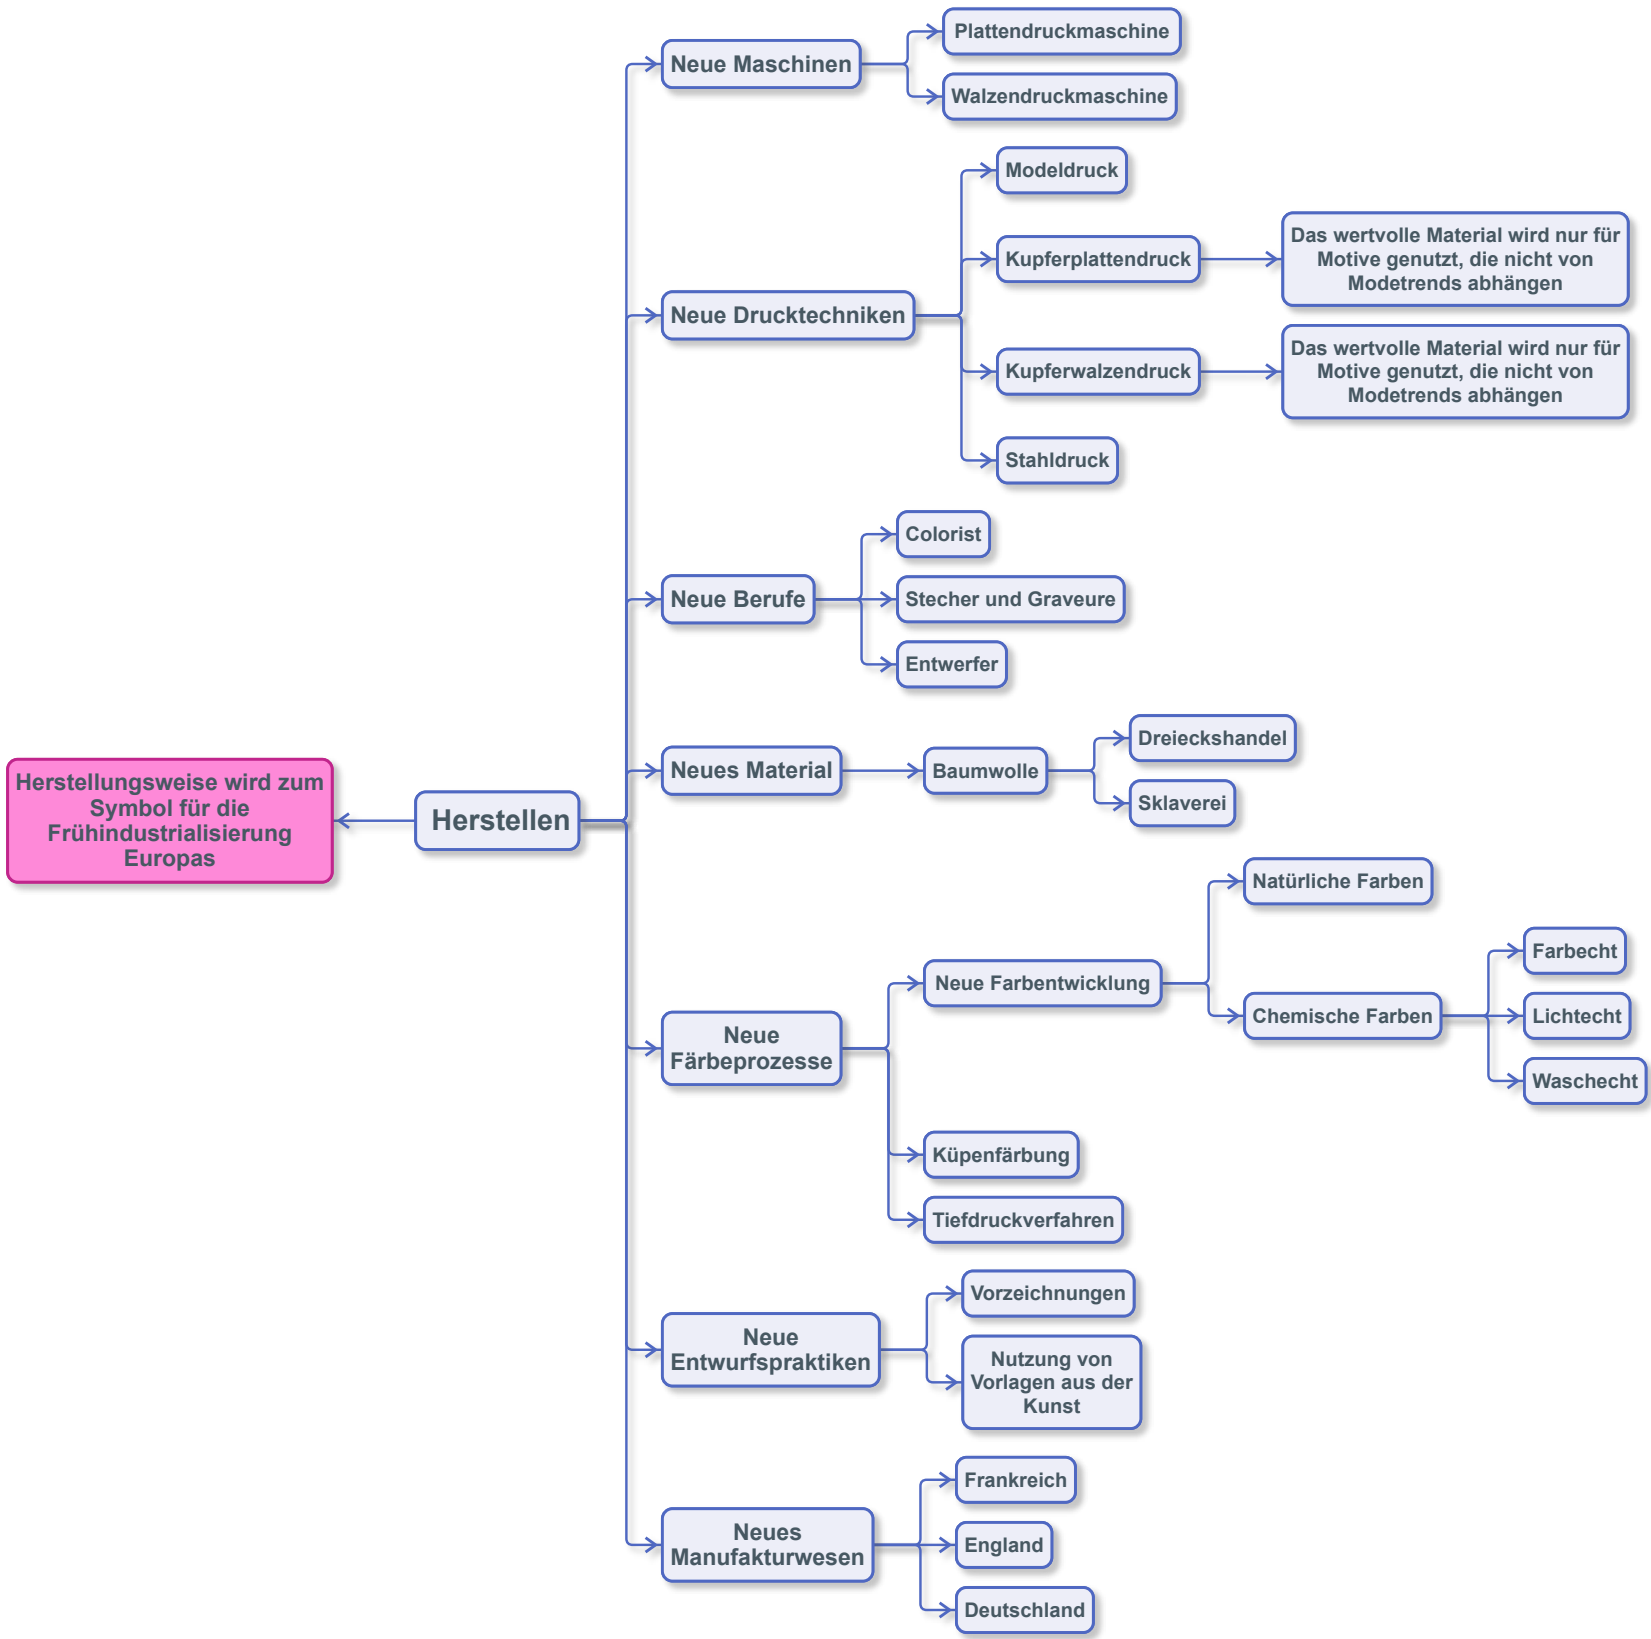 Plattendruckmaschine
Neue Maschinen
Walzendruckmaschine
Modeldruck
Kupferplattendruck
Das wertvolle Material wird nur für
Motive genutzt, die nicht von
Modetrends abhängen
Neue Drucktechniken
Kupferwalzendruck
Das wertvolle Material wird nur für
Motive genutzt, die nicht von
Modetrends abhängen
Stahldruck
Colorist
Neue Berufe
Stecher und Graveure
Entwerfer
Neues Material
Baumwolle
Dreieckshandel
Sklaverei
Herstellungsweise wird zum
Symbol für die
Frühindustrialisierung
Europas
Herstellen
Natürliche Farben
Neue Farbentwicklung
Chemische Farben
Farbecht
Lichtecht
Waschecht
Neue
Färbeprozesse
Küpenfärbung
Tiefdruckverfahren
Vorzeichnungen
Neue
Entwurfspraktiken
Nutzung von
Vorlagen aus der
Kunst
Frankreich
Neues
Manufakturwesen
England
Deutschland